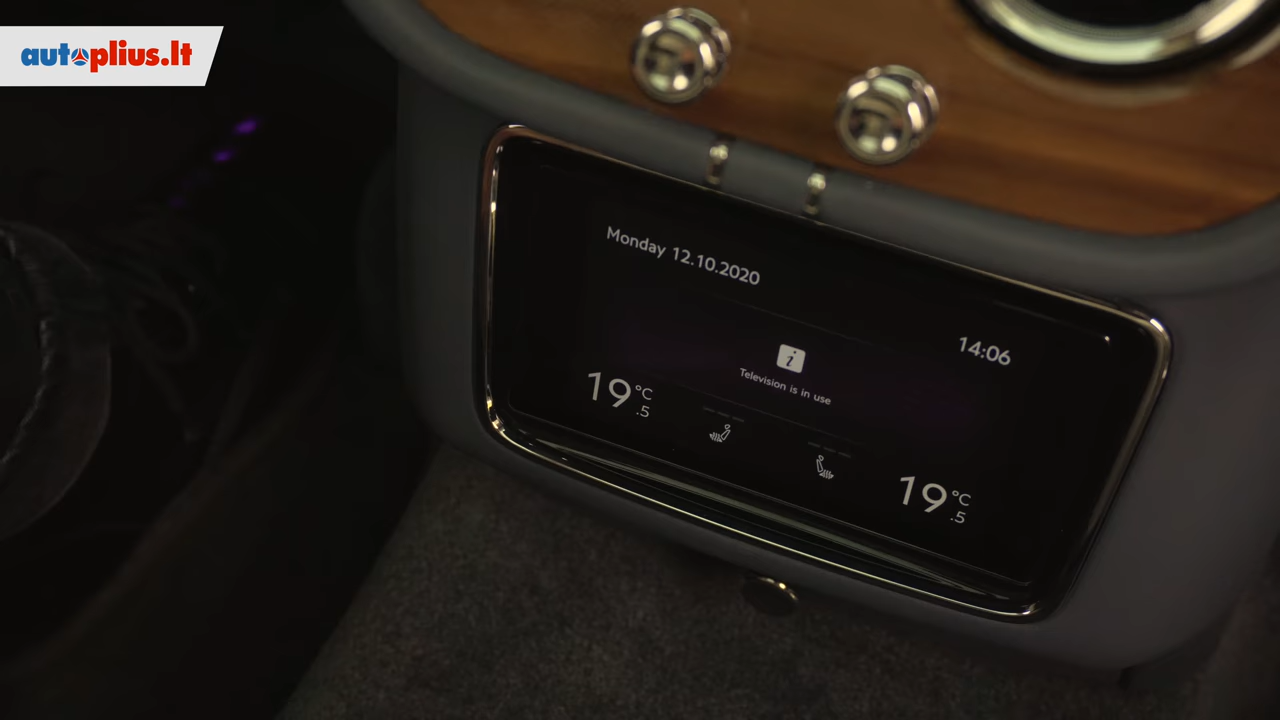 autoplius.lt
Monday 12.10.2020
14:06
i
Television is in use
19.5 °C
19.5 °C